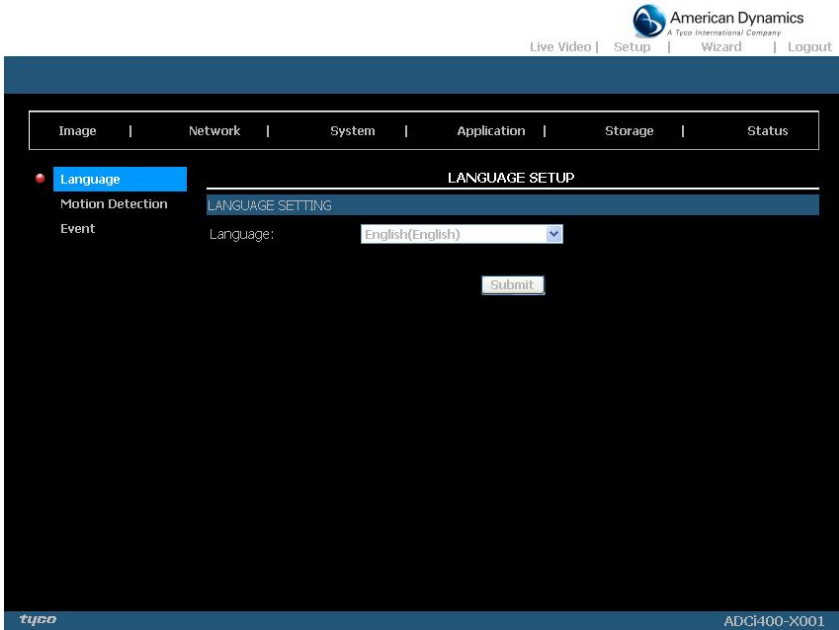 American Dynamics
A Tyco International Company
Live Video | Setup | Wizard | Logout
Image | Network | System | Application | Storage | Status
Language
Motion Detection
Event
LANGUAGE SETUP
LANGUAGE SETTING
Language: English(English)
Submit
tyco
ADCi400-X001